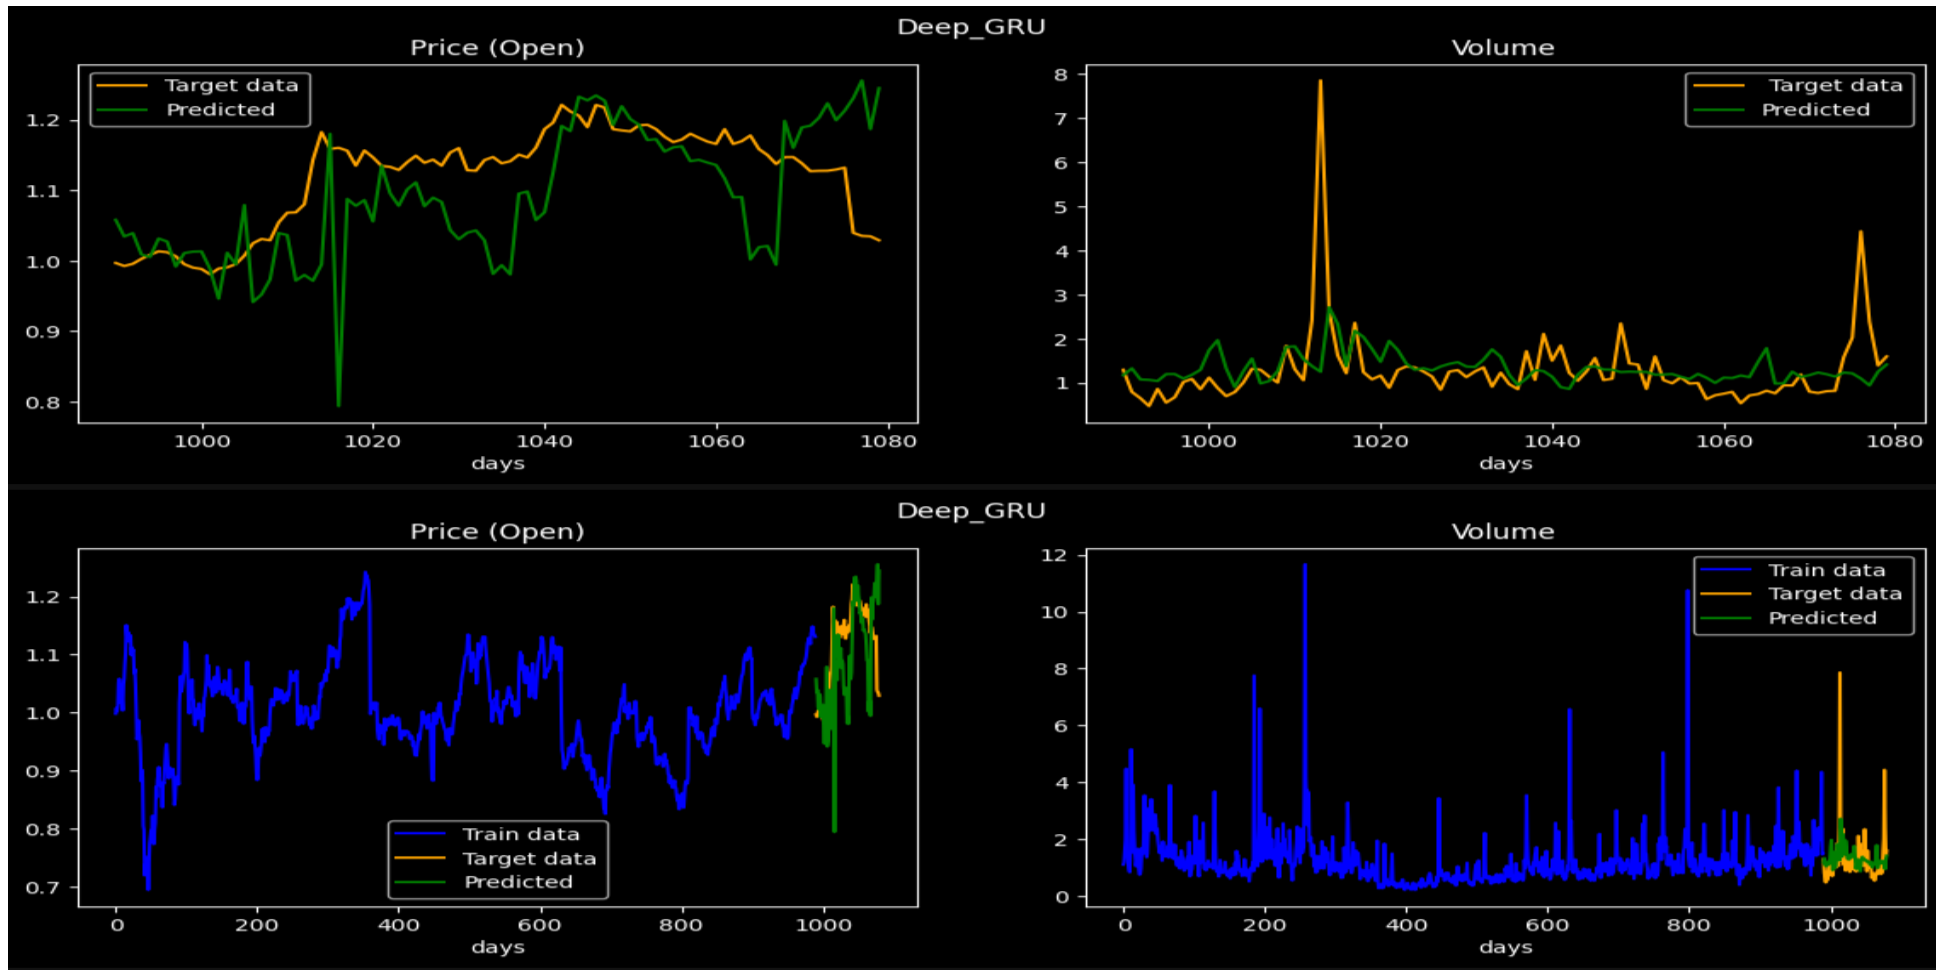 Deep_GRU
Price (Open)
Target data
Predicted
1.2
1.1
1.0
0.9
0.8
1000 1020 1040 1060 1080
days
Volume
Target data
Predicted
8
7
6
5
4
3
2
1
1000 1020 1040 1060 1080
days
Deep_GRU
Price (Open)
1.2
1.1
1.0
0.9
0.8
0.7
Train data
Target data
Predicted
0 200 400 600 800 1000
days
Volume
Train data
Target data
Predicted
12
10
8
6
4
2
0
0 200 400 600 800 1000
days